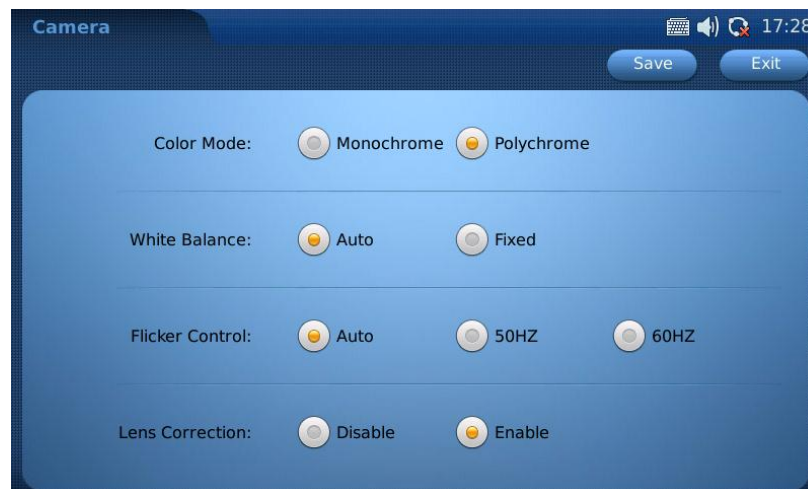 Camera 17:28
Save Exit
Color Mode: Monochrome Polychrome
White Balance: Auto Fixed
Flicker Control: Auto 50HZ 60HZ
Lens Correction: Disable Enable